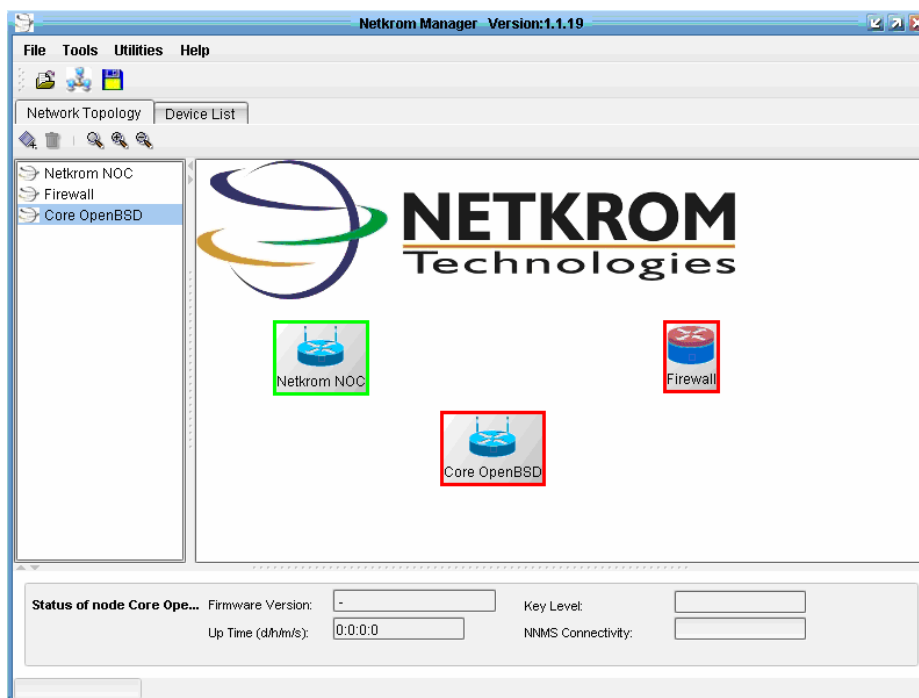 Netkrom Manager Version:1.1.19
File Tools Utilities Help
Network Topology Device List
Netkrom NOC
Firewall
Core OpenBSD
NETKROM
Technologies
Netkrom NOC
Firewall
Core OpenBSD
Status of node Core Ope... Firmware Version: - Key Level:
Up Time (d/h/m/s): 0:0:0:0 NNMS Connectivity: